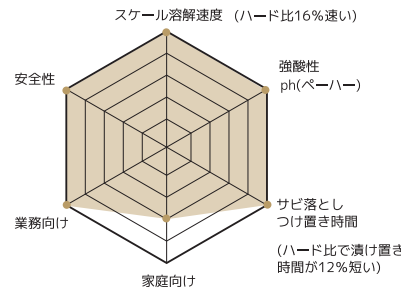 スケール溶解速度 (ハード比16%速い)
強酸性
ph(ペーハー)
安全性
サビ落とし
つけ置き時間
業務向け
(ハード比で漬け置き
時間が12%短い)
家庭向け